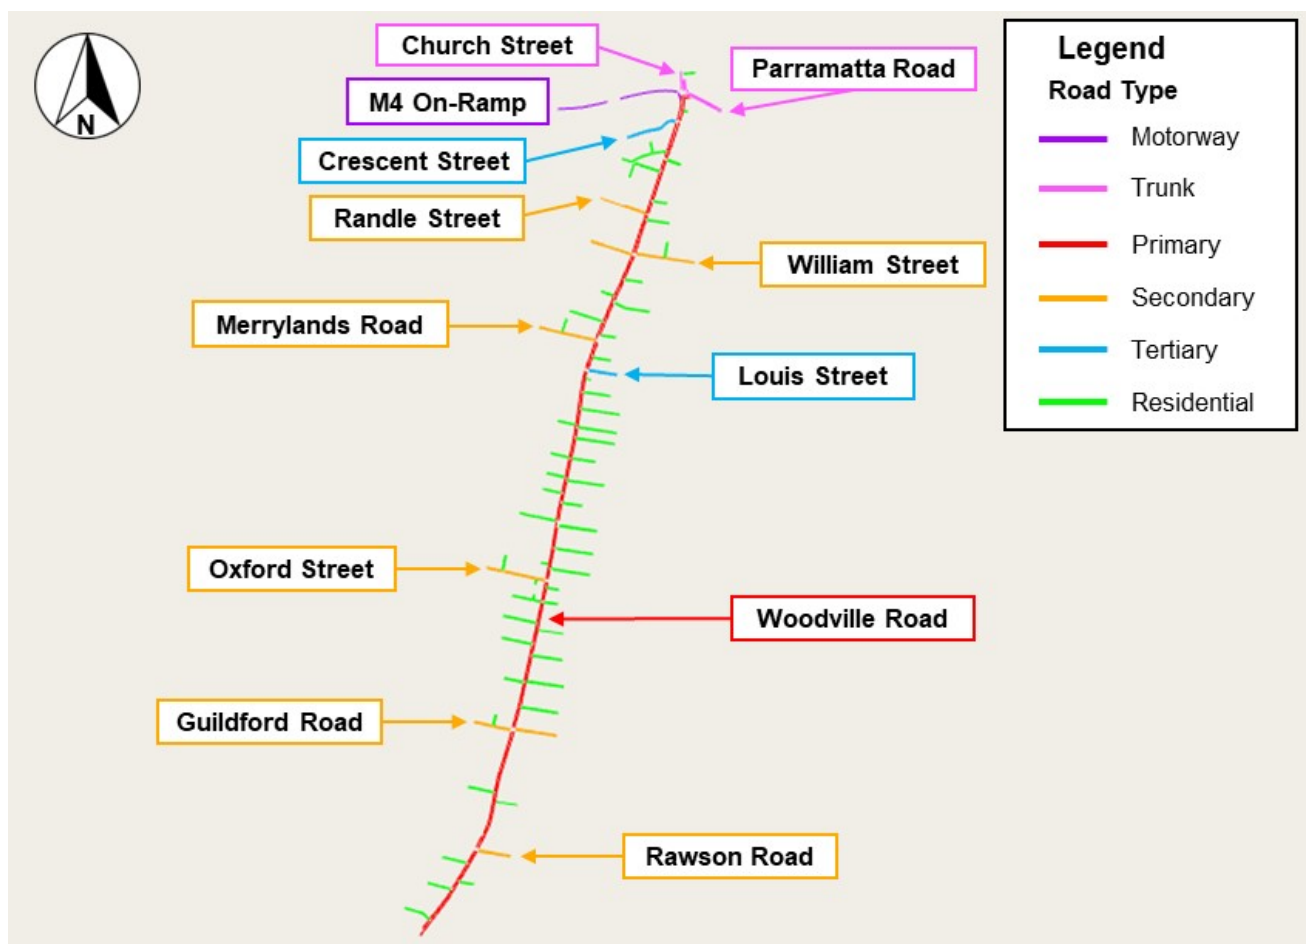 Church Street
Parramatta Road
M4 On-Ramp
Crescent Street
Randle Street
William Street
Merrylands Road
Louis Street
Oxford Street
Woodville Road
Guildford Road
Rawson Road
N
Legend
Road Type
Motorway
Trunk
Primary
Secondary
Tertiary
Residential